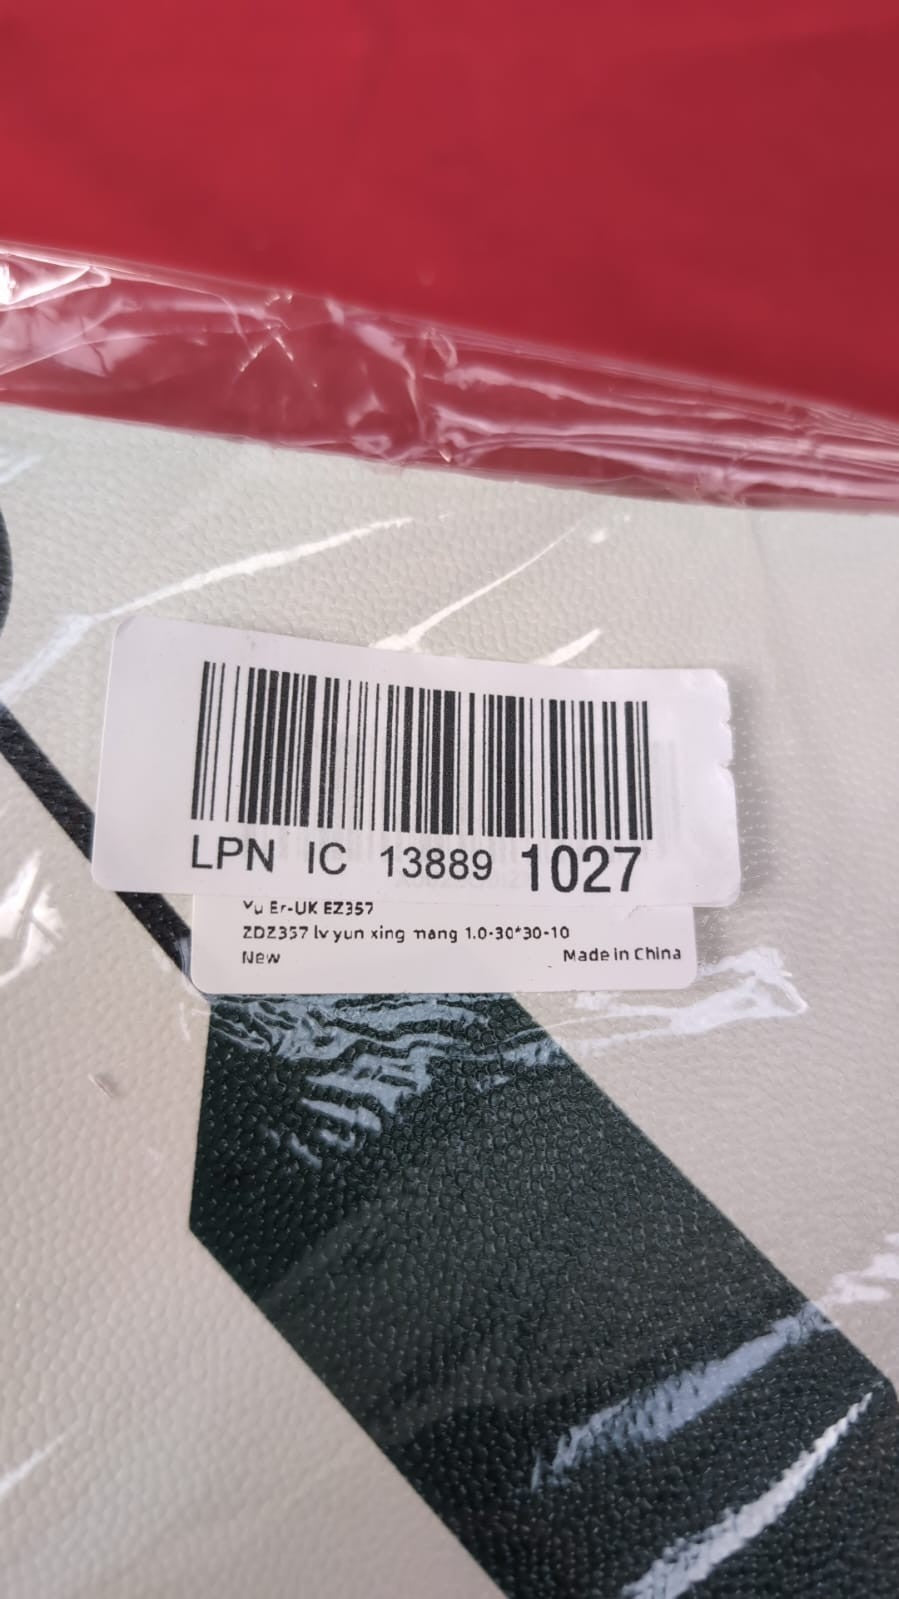 LPN IC 13889 1027
Yu Er-UK EZ357
ZDZ357 lv yun xing mang 1.0-30*30-10
New Made in China